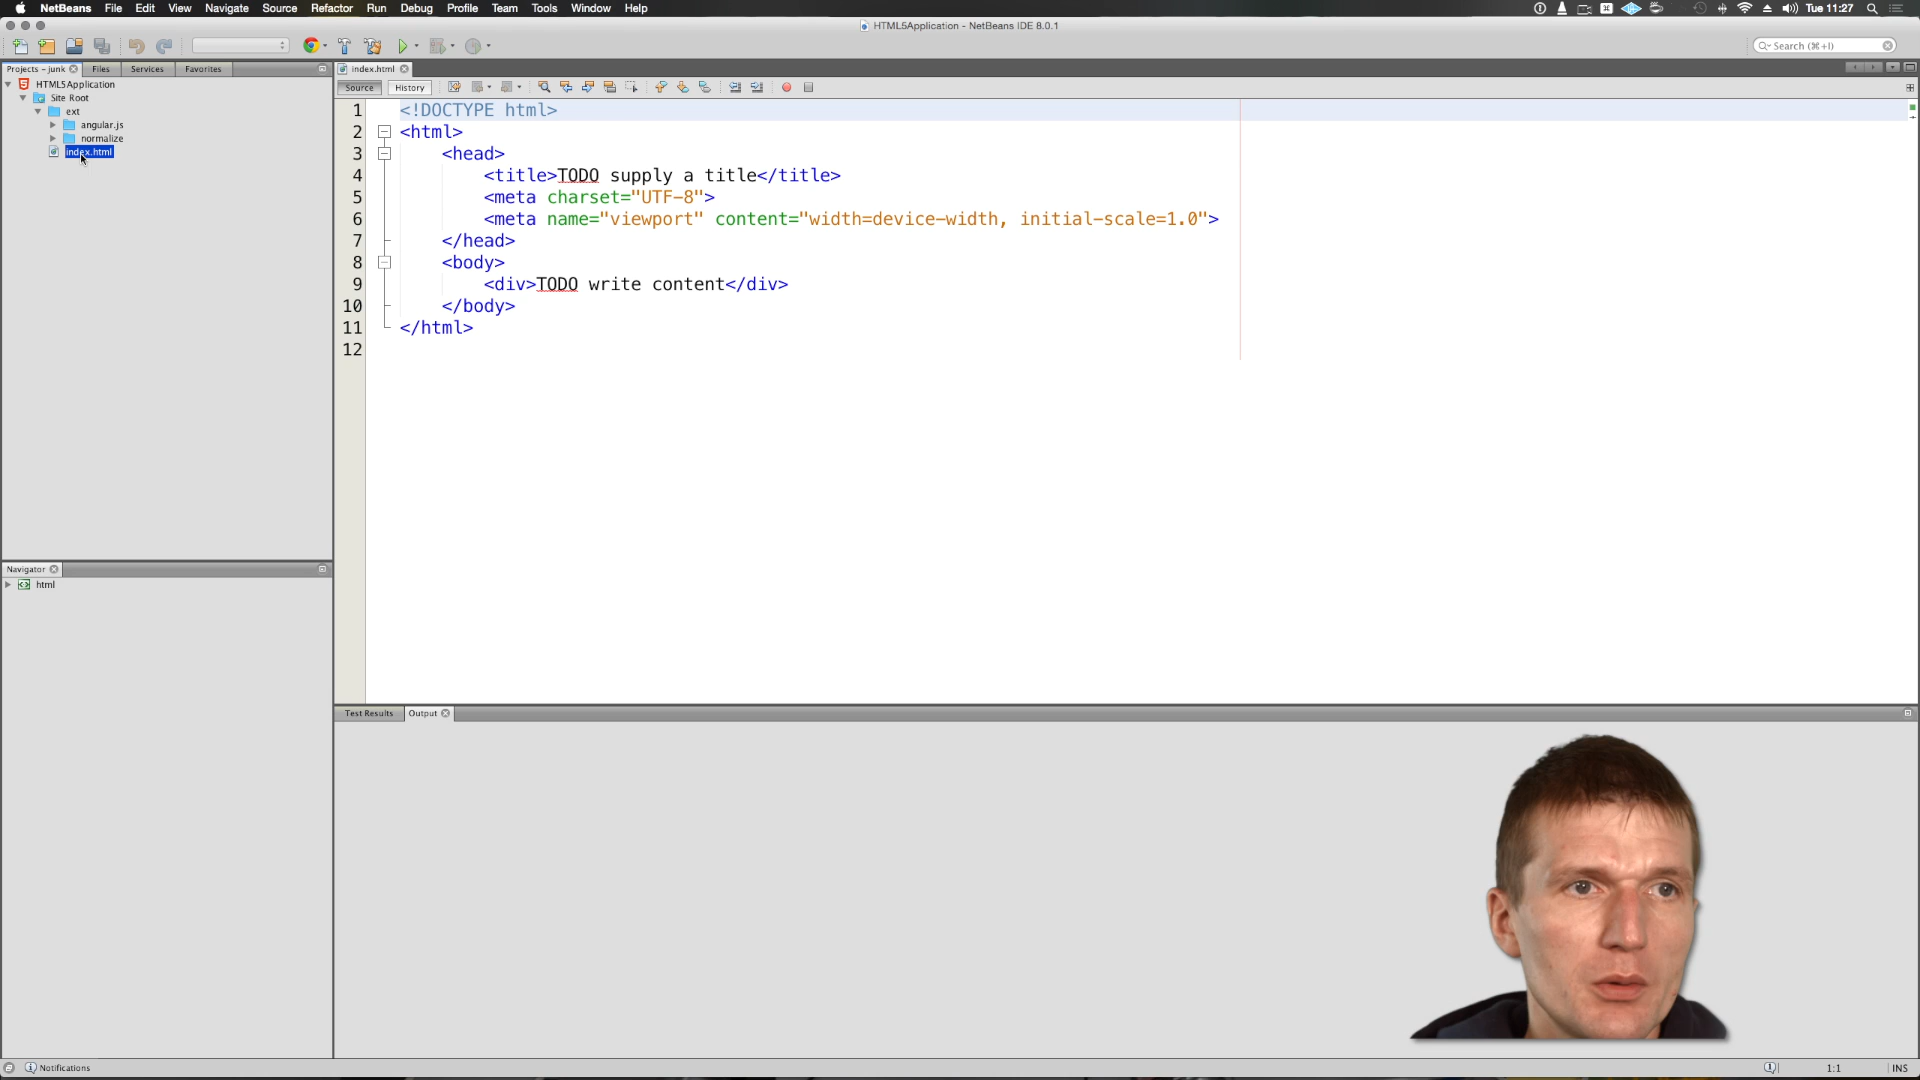 NetBeans File Edit View Navigate Source Refactor Run Debug Profile Team Tools Window Help Tue 11:27
HTML5Application - NetBeans IDE 8.0.1
Search (⌘+I)
Projects - junk Files Services Favorites
index.html
HTML5Application
Source History
Site Root
ext
angular.js
normalize
index.html
1 <!DOCTYPE html>
2 <html>
3 <head>
4 <title>TODO supply a title</title>
5 <meta charset="UTF-8">
6 <meta name="viewport" content="width=device-width, initial-scale=1.0">
7 </head>
8 <body>
9 <div>TODO write content</div>
10 </body>
11 </html>
12
Navigator
html
Test Results Output
Notifications
1:1 INS